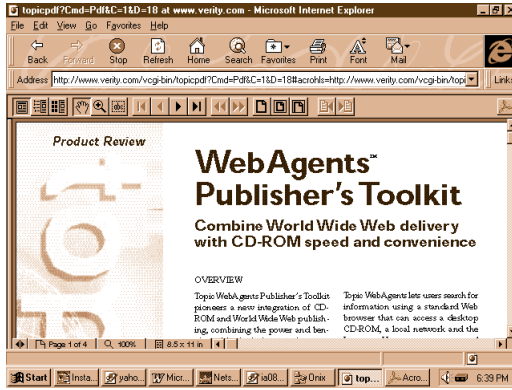 topicpdf?Cmd=Pdf&C=1&D=18 at www.verity.com - Microsoft Internet Explorer
File Edit View Go Favorites Help
Back Forward Stop Refresh Home Search Favorites Print Font Mail
Address http://www.verity.com/vcgi-bin/topicpdf?Cmd=Pdf&C=1&D=18#acrohls=http://www.verity.com/vcgi-bin/topi Links
abc
Product Review
WebAgents™
Publisher's Toolkit
Combine World Wide Web delivery
with CD-ROM speed and convenience
OVERVIEW
Topic WebAgents Publisher's Toolkit
pioneers a new integration of CD-
ROM and World Wide Web publish-
ing, combining the power and ben-
Topic WebAgents lets users search for
information using a standard Web
browser that can access a desktop
CD-ROM, a local network and the
Page 1 of 4 100% 8.5 x 11 in
Start Insta... yaho... Micr... Nets... ia08... Onix top... Acro... 6:39 PM